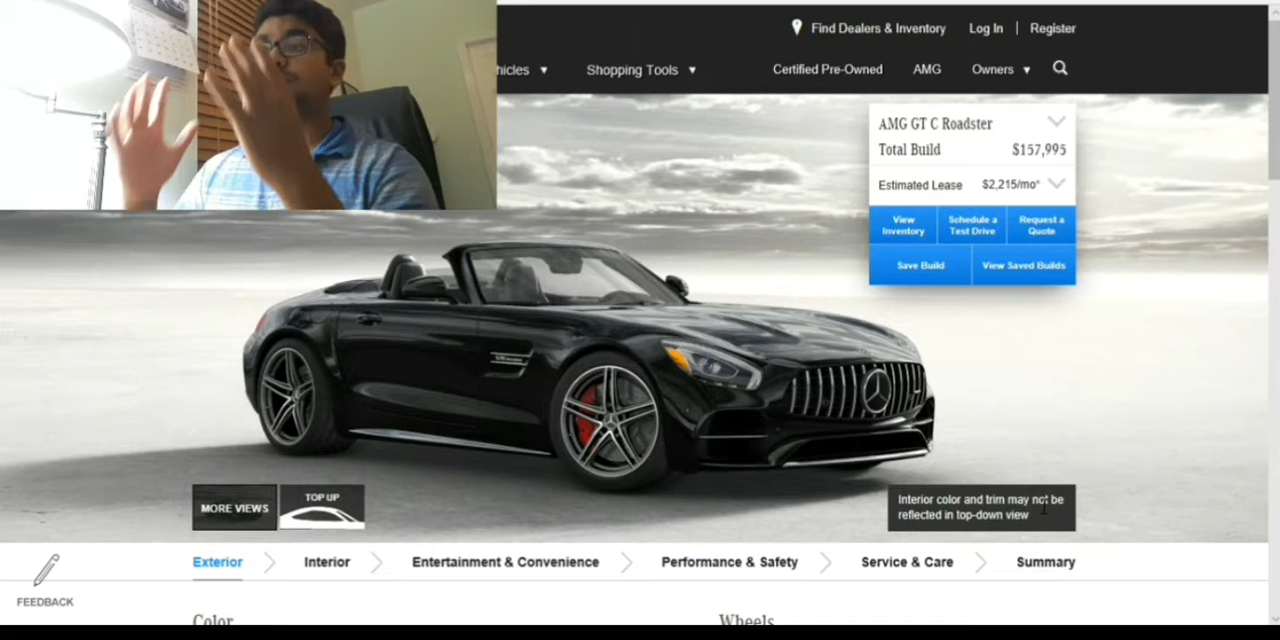 Find Dealers & Inventory
Log In
Register
hicles
Shopping Tools
Certified Pre-Owned
AMG
Owners
AMG GT C Roadster
Total Build $157,995
Estimated Lease $2,215/mo*
View Inventory
Schedule a Test Drive
Request a Quote
Save Build
View Saved Builds
MORE VIEWS
TOP UP
Interior color and trim may not be
reflected in top-down view
Exterior
Interior
Entertainment & Convenience
Performance & Safety
Service & Care
Summary
FEEDBACK
Color
Wheels